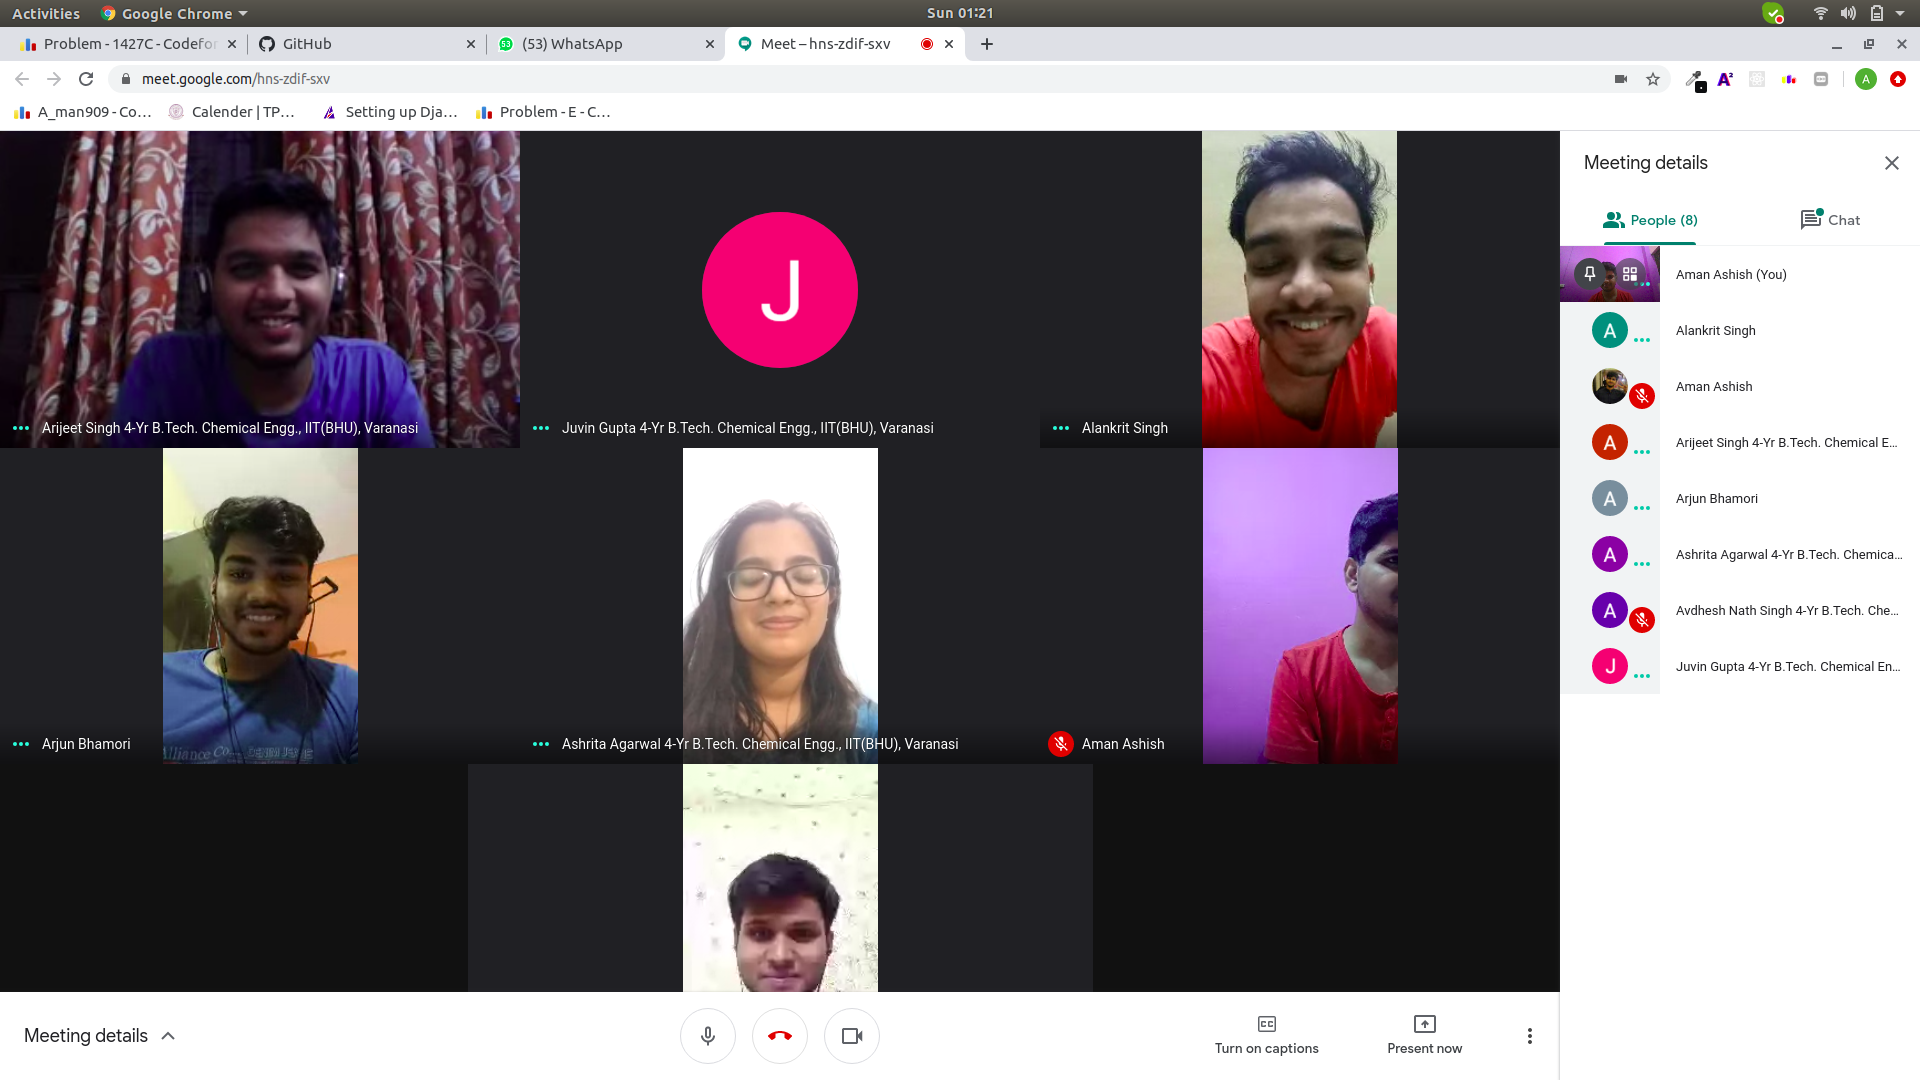 Activities Google Chrome Sun 01:21
Problem - 1427C - Codefor GitHub (53) WhatsApp Meet – hns-zdif-sxv
meet.google.com/hns-zdif-sxv A
A_man909 - Co... Calender | TP... Setting up Dja... Problem - E - C...
J
Arijeet Singh 4-Yr B.Tech. Chemical Engg., IIT(BHU), Varanasi
Juvin Gupta 4-Yr B.Tech. Chemical Engg., IIT(BHU), Varanasi
Alankrit Singh
Alliance Co
Arjun Bhamori
Ashrita Agarwal 4-Yr B.Tech. Chemical Engg., IIT(BHU), Varanasi
Aman Ashish
Meeting details
People (8) Chat
Aman Ashish (You)
A Alankrit Singh
Aman Ashish
A Arijeet Singh 4-Yr B.Tech. Chemical E...
A Arjun Bhamori
A Ashrita Agarwal 4-Yr B.Tech. Chemica...
A Avdhesh Nath Singh 4-Yr B.Tech. Che...
J Juvin Gupta 4-Yr B.Tech. Chemical En...
Meeting details
Turn on captions
Present now